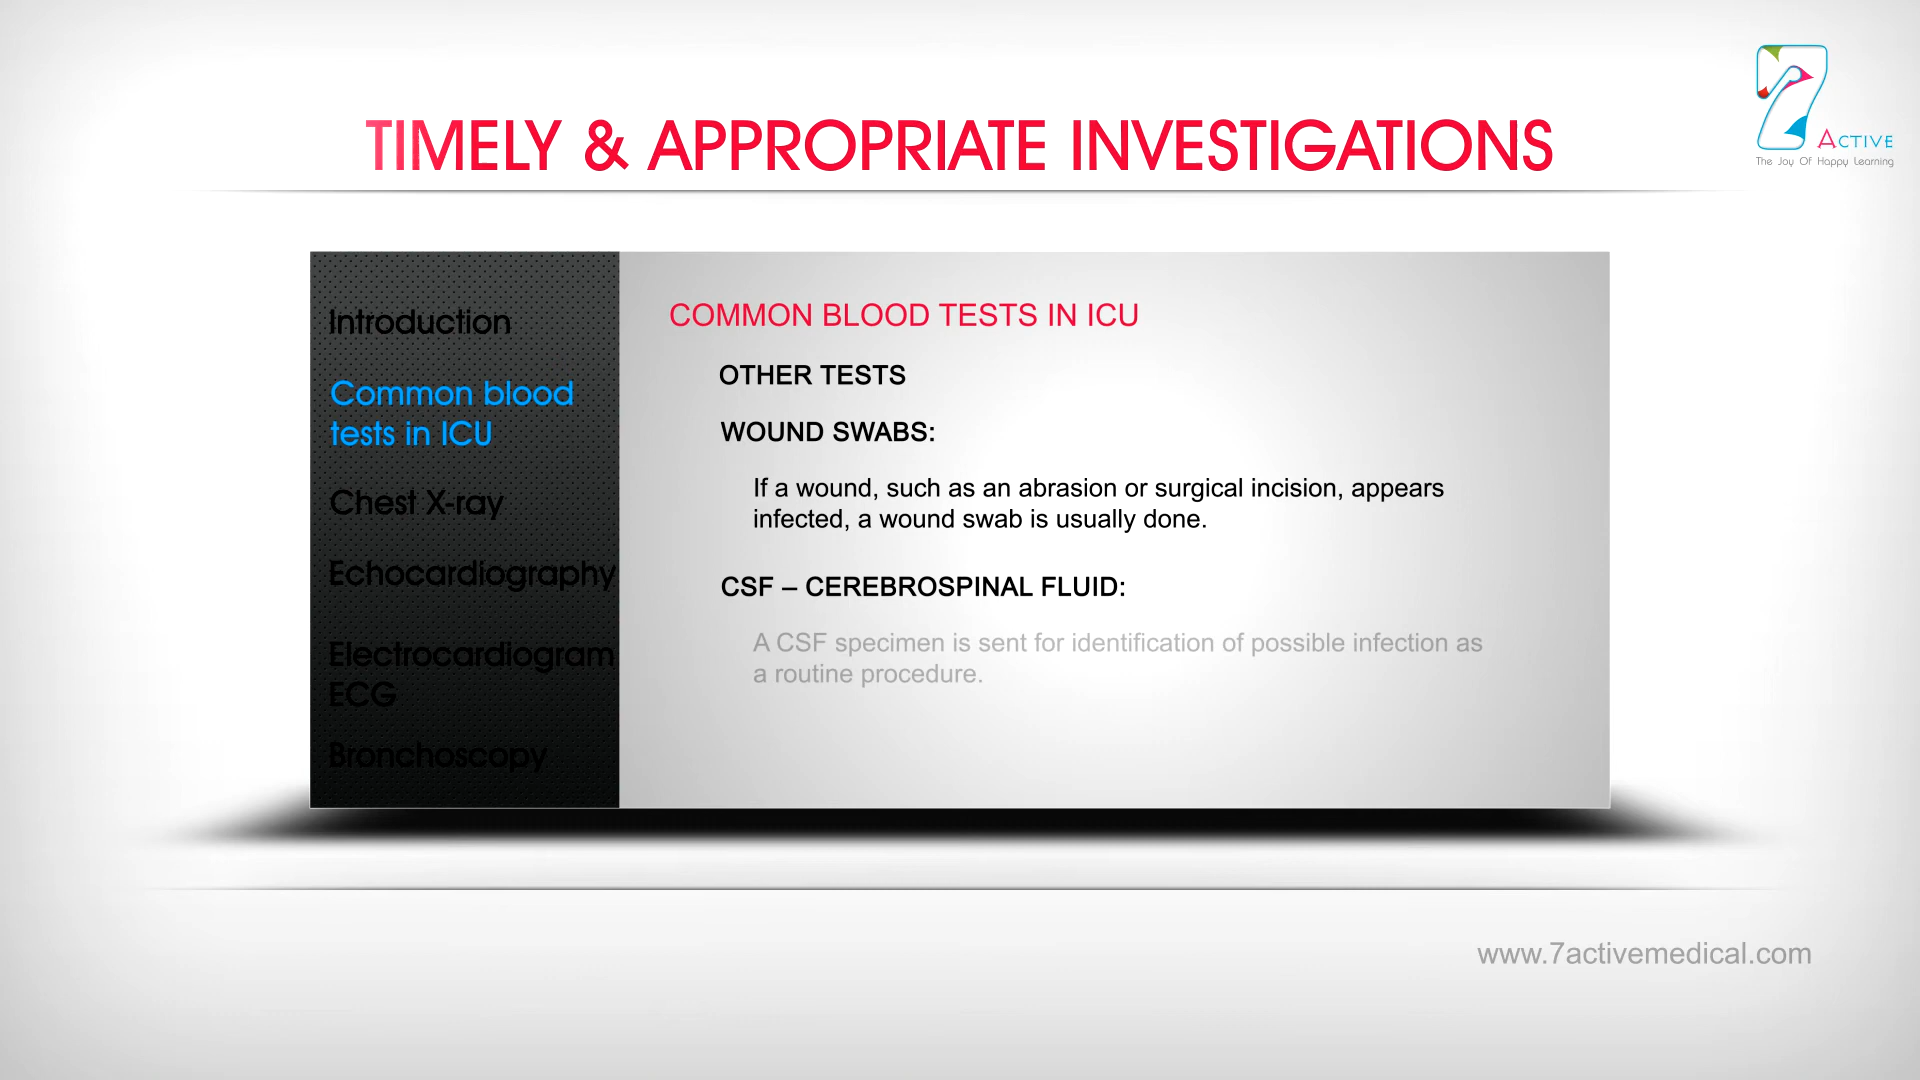 TIMELY & APPROPRIATE INVESTIGATIONS
7 ACTIVE
The Joy Of Happy Learning
Introduction
Common blood
tests in ICU
Chest X-ray
Echocardiography
Electrocardiogram
ECG
Bronchoscopy
COMMON BLOOD TESTS IN ICU
OTHER TESTS
WOUND SWABS:
If a wound, such as an abrasion or surgical incision, appears
infected, a wound swab is usually done.
CSF – CEREBROSPINAL FLUID:
A CSF specimen is sent for identification of possible infection as
a routine procedure.
www.7activemedical.com